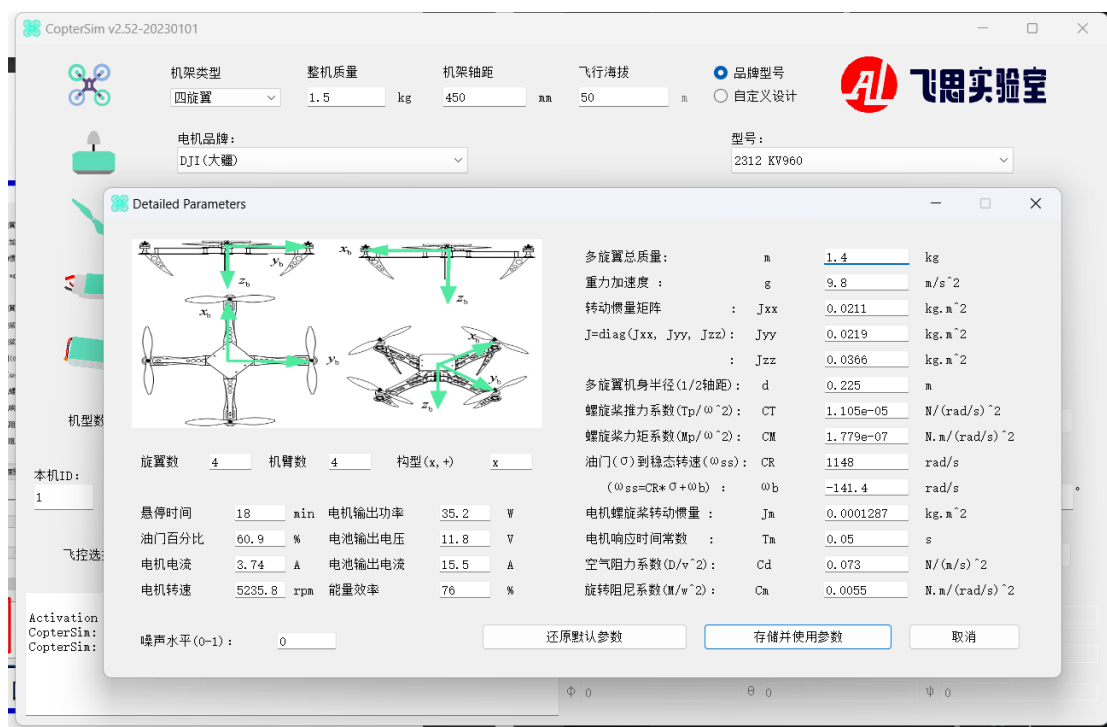 CopterSim v2.52-20230101
机架类型 整机质量 机架轴距 飞行海拔 品牌型号
四旋翼 1.5 kg 450 mm 50 m 自定义设计
飞思实验室
电机品牌: 型号:
DJI(大疆) 2312 KV960
Detailed Parameters
多旋翼总质量: m 1.4 kg
重力加速度 : g 9.8 m/s^2
转动惯量矩阵 : Jxx 0.0211 kg.m^2
J=diag(Jxx, Jyy, Jzz): Jyy 0.0219 kg.m^2
: Jzz 0.0366 kg.m^2
多旋翼机身半径(1/2轴距): d 0.225 m
螺旋桨推力系数(Tp/ω^2): CT 1.105e-05 N/(rad/s)^2
螺旋桨力矩系数(Mp/ω^2): CM 1.779e-07 N.m/(rad/s)^2
油门(σ)到稳态转速(ωss): CR 1148 rad/s
(ωss=CR*σ+ωb) : ωb -141.4 rad/s
电机螺旋桨转动惯量 : Jm 0.0001287 kg.m^2
电机响应时间常数 : Tm 0.05 s
空气阻力系数(D/v^2): Cd 0.073 N/(m/s)^2
旋转阻尼系数(M/w^2): Cm 0.0055 N.m/(rad/s)^2
yb
zb
xb
zb
xb
yb
xb
yb
zb
旋翼数 4 机臂数 4 构型(x,+) x
悬停时间 18 min 电机输出功率 35.2 W
油门百分比 60.9 % 电池输出电压 11.8 V
电机电流 3.74 A 电池输出电流 15.5 A
电机转速 5235.8 rpm 能量效率 76 %
噪声水平(0-1): 0
还原默认参数 存储并使用参数 取消
机型数
本机ID:
1
°
飞控选
Activation
CopterSim:
CopterSim:
Φ 0 θ 0 ψ 0